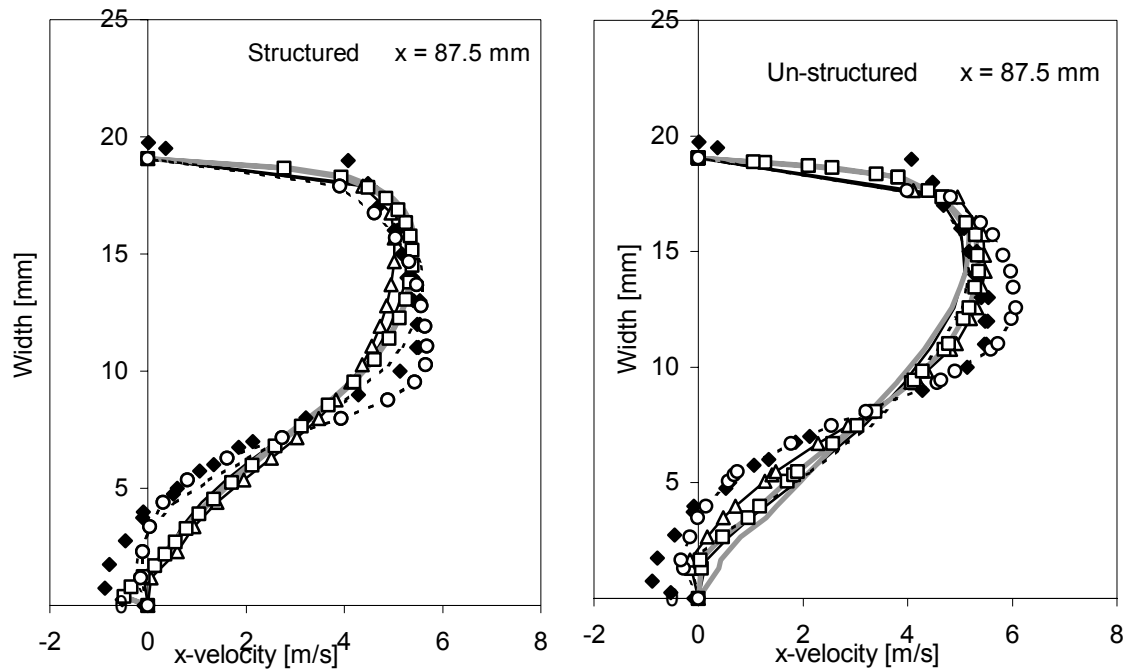 Structured x = 87.5 mm
25
20
15
10
5
0
Width [mm]
-2 0 2 4 6 8
x-velocity [m/s]
Un-structured x = 87.5 mm
25
20
15
10
5
0
Width [mm]
-2 0 2 4 6 8
x-velocity [m/s]